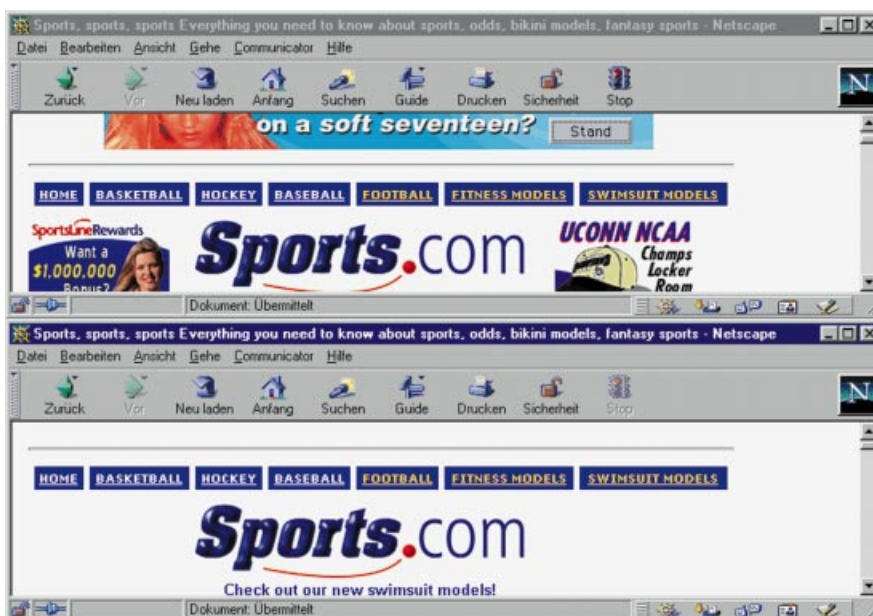 Sports, sports, sports Everything you need to know about sports, odds, bikini models, fantasy sports - Netscape
Datei Bearbeiten Ansicht Gehe Communicator Hilfe
Zurück Vor Neu laden Anfang Suchen Guide Drucken Sicherheit Stop
N
on a soft seventeen? Stand
HOME BASKETBALL HOCKEY BASEBALL FOOTBALL FITNESS MODELS SWIMSUIT MODELS
SportsLineRewards
Want a
$1,000,000
Bonus?
Sports.com
UCONN NCAA
Champs
Locker
Room
Dokument: Übermittelt
Sports, sports, sports Everything you need to know about sports, odds, bikini models, fantasy sports - Netscape
Datei Bearbeiten Ansicht Gehe Communicator Hilfe
Zurück Vor Neu laden Anfang Suchen Guide Drucken Sicherheit Stop
N
HOME BASKETBALL HOCKEY BASEBALL FOOTBALL FITNESS MODELS SWIMSUIT MODELS
Sports.com
Check out our new swimsuit models!
Dokument: Übermittelt